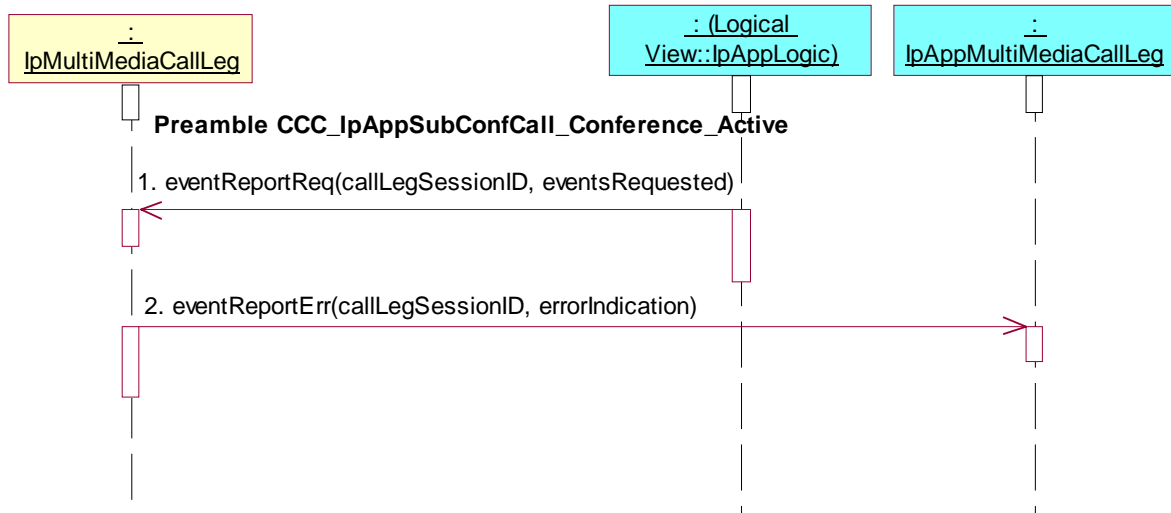 :
IpMultiMediaCallLeg
: (Logical
View::IpAppLogic)
:
IpAppMultiMediaCallLeg
Preamble CCC_IpAppSubConfCall_Conference_Active
1. eventReportReq(callLegSessionID, eventsRequested)
2. eventReportErr(callLegSessionID, errorIndication)